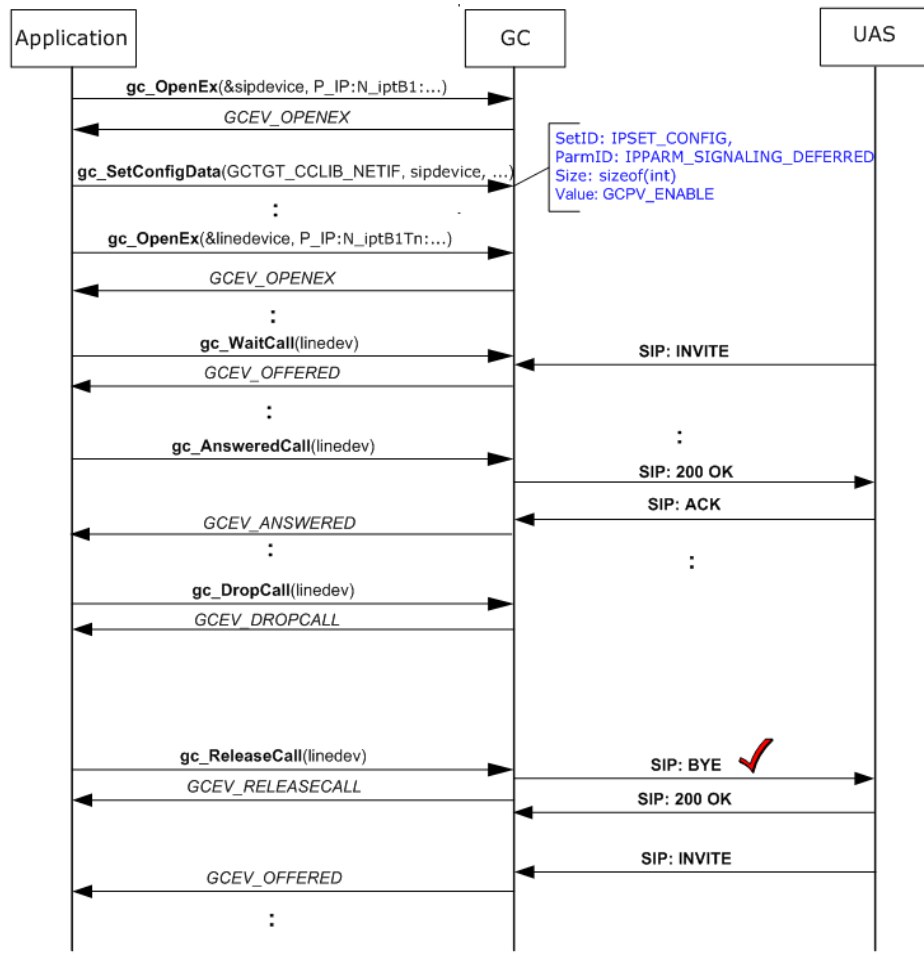 Application
GC
UAS
gc_OpenEx(&sipdevice, P_IP:N_iptB1:...)
GCEV_OPENEX
SetID: IPSET_CONFIG,
ParmID: IPPARM_SIGNALING_DEFERRED
Size: sizeof(int)
Value: GCPV_ENABLE
gc_SetConfigData(GCTGT_CCLIB_NETIF, sipdevice, ...)
:
gc_OpenEx(&linedevice, P_IP:N_iptB1Tn:...)
GCEV_OPENEX
:
gc_WaitCall(linedev)
SIP: INVITE
GCEV_OFFERED
:
:
gc_AnsweredCall(linedev)
SIP: 200 OK
SIP: ACK
GCEV_ANSWERED
:
:
gc_DropCall(linedev)
GCEV_DROPCALL
gc_ReleaseCall(linedev)
SIP: BYE
GCEV_RELEASECALL
SIP: 200 OK
SIP: INVITE
GCEV_OFFERED
: